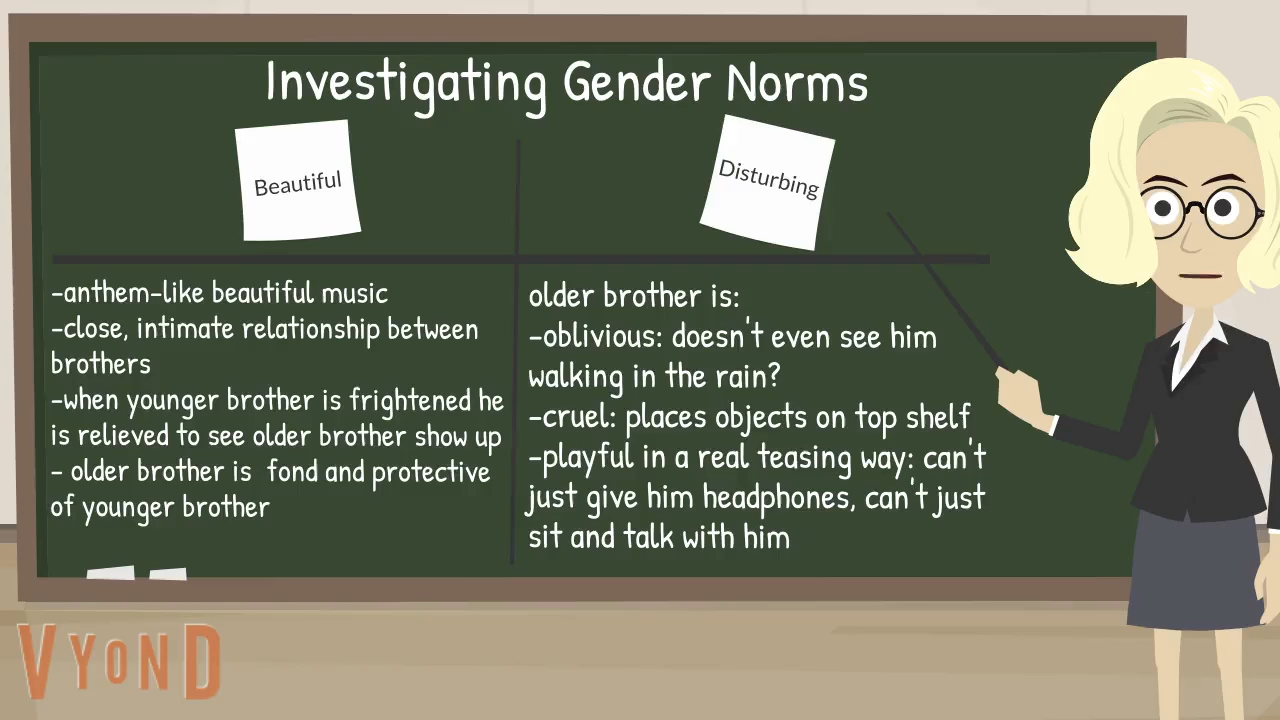 Investigating Gender Norms
Beautiful
Disturbing
-anthem-like beautiful music
-close, intimate relationship between
brothers
-when younger brother is frightened he
is relieved to see older brother show up
- older brother is  fond and protective
of younger brother
older brother is:
-oblivious: doesn't even see him
walking in the rain?
-cruel: places objects on top shelf
-playful in a real teasing way: can't
just give him headphones, can't just
sit and talk with him
VYOND